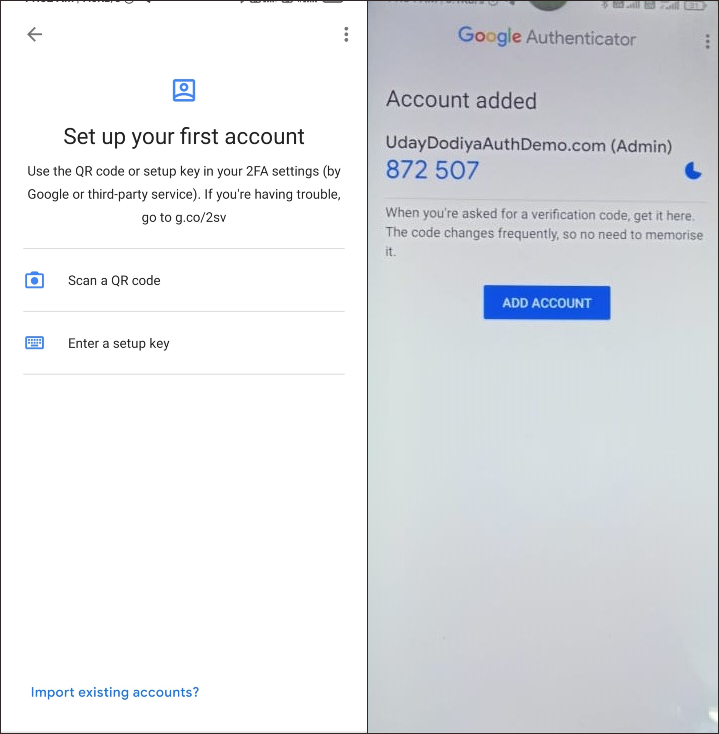 Set up your first account
Use the QR code or setup key in your 2FA settings (by
Google or third-party service). If you're having trouble,
go to g.co/2sv
Scan a QR code
Enter a setup key
Import existing accounts?
Google Authenticator
Account added
UdayDodiyaAuthDemo.com (Admin)
872 507
When you're asked for a verification code, get it here.
The code changes frequently, so no need to memorise
it.
ADD ACCOUNT